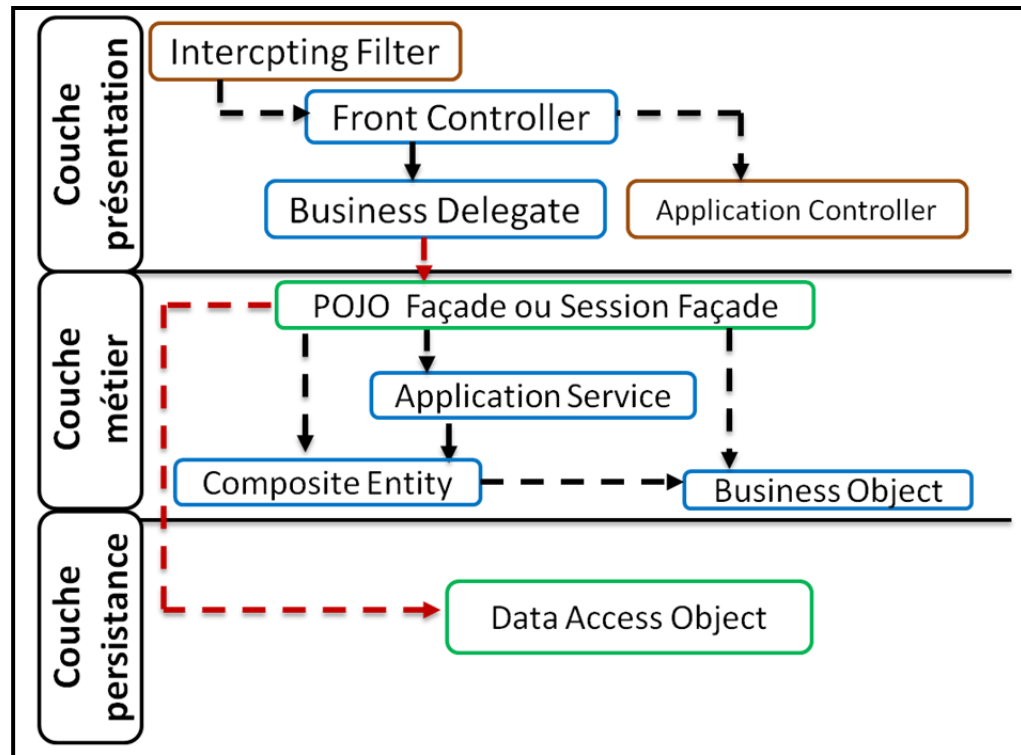 Couche
présentation
Intercpting Filter
Front Controller
Business Delegate
Application Controller
Couche
métier
POJO Façade ou Session Façade
Application Service
Composite Entity
Business Object
Couche
persistance
Data Access Object